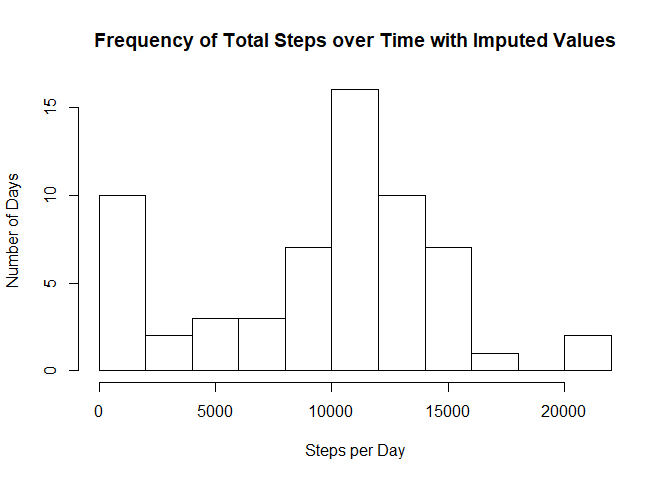 Frequency of Total Steps over Time with Imputed Values
Number of Days
15
10
5
0
0 5000 10000 15000 20000
Steps per Day